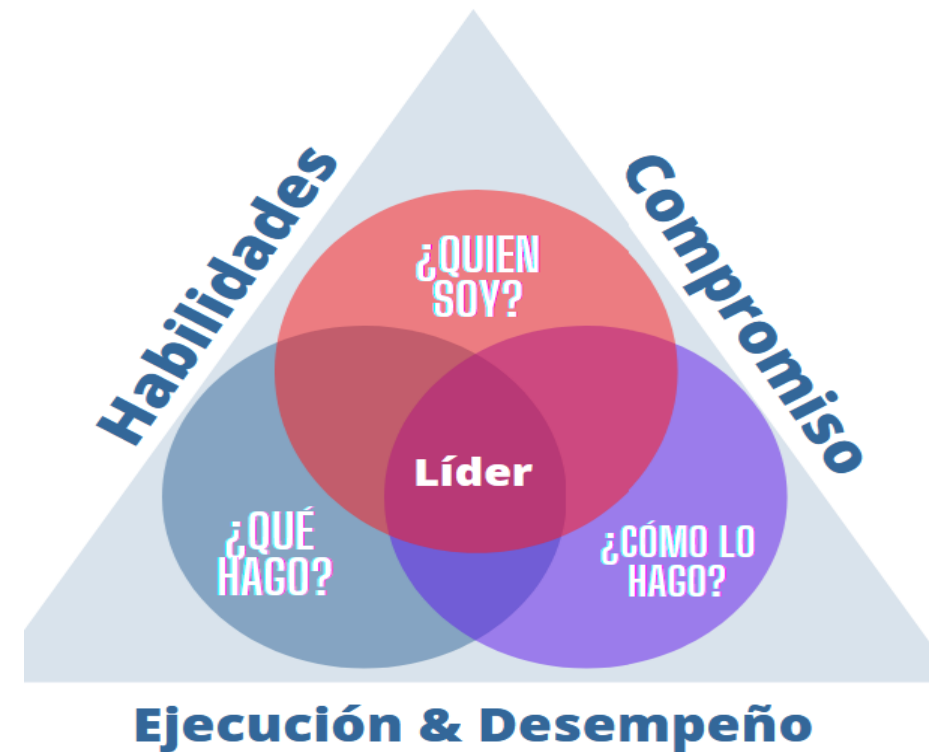 Habilidades
Compromiso
¿QUIEN
SOY?
Líder
¿QUÉ
HAGO?
¿CÓMO LO
HAGO?
Ejecución & Desempeño